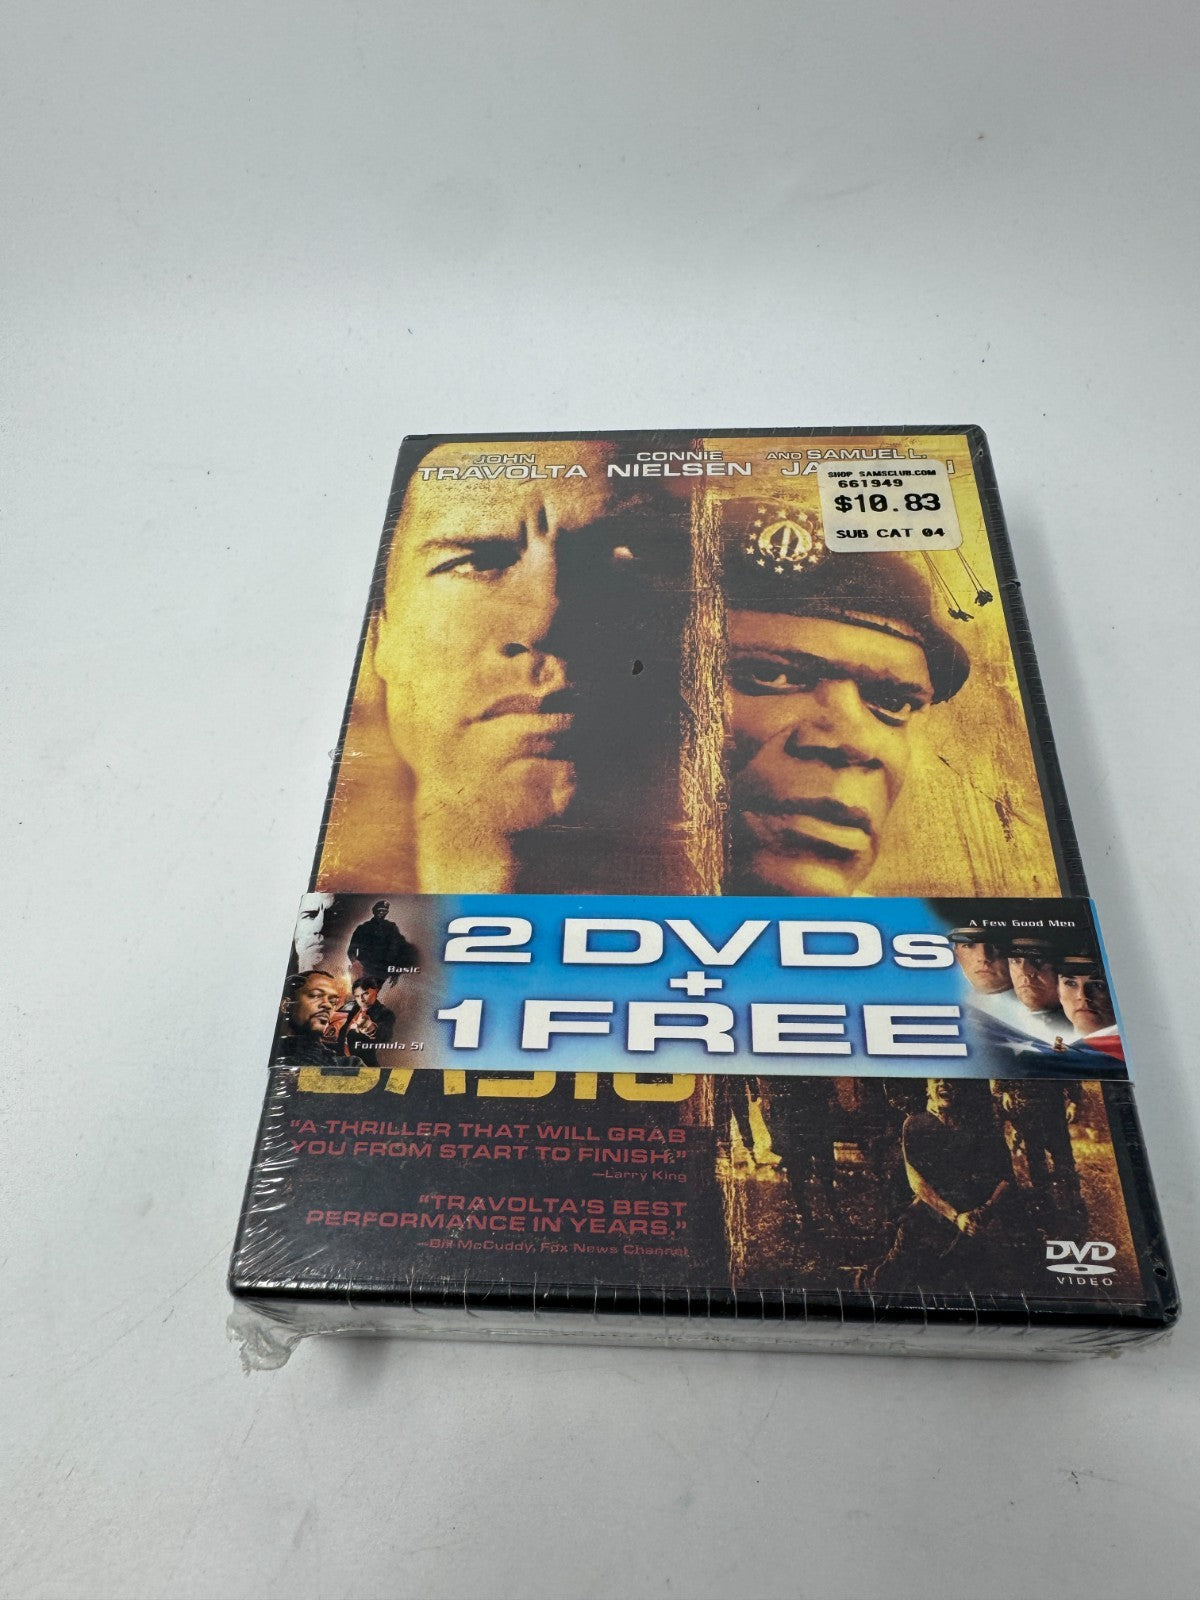 JOHN
TRAVOLTA
CONNIE
NIELSEN
AND SAMUEL L.
SHOP SAMSCLUB.COM
661949
$10.83
SUB CAT 04
2 DVDs
+
1 FREE
Basic
Formula 51
A Few Good Men
BASIC
"A THRILLER THAT WILL GRAB
YOU FROM START TO FINISH."
—Larry King
"TRAVOLTA'S BEST
PERFORMANCE IN YEARS."
—Bill McCuddy, Fox News Channel
DVD
VIDEO